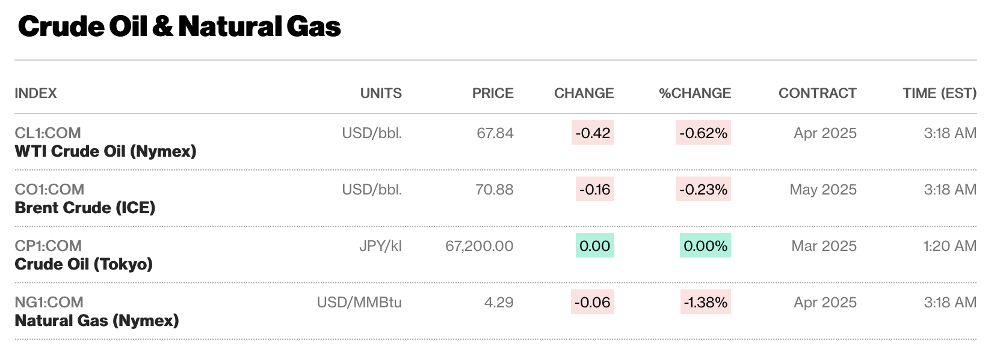 Crude Oil & Natural Gas
INDEX UNITS PRICE CHANGE %CHANGE CONTRACT TIME (EST)
CL1:COM USD/bbl. 67.84 -0.42 -0.62% Apr 2025 3:18 AM
WTI Crude Oil (Nymex)
CO1:COM USD/bbl. 70.88 -0.16 -0.23% May 2025 3:18 AM
Brent Crude (ICE)
CP1:COM JPY/kl 67,200.00 0.00 0.00% Mar 2025 1:20 AM
Crude Oil (Tokyo)
NG1:COM USD/MMBtu 4.29 -0.06 -1.38% Apr 2025 3:18 AM
Natural Gas (Nymex)